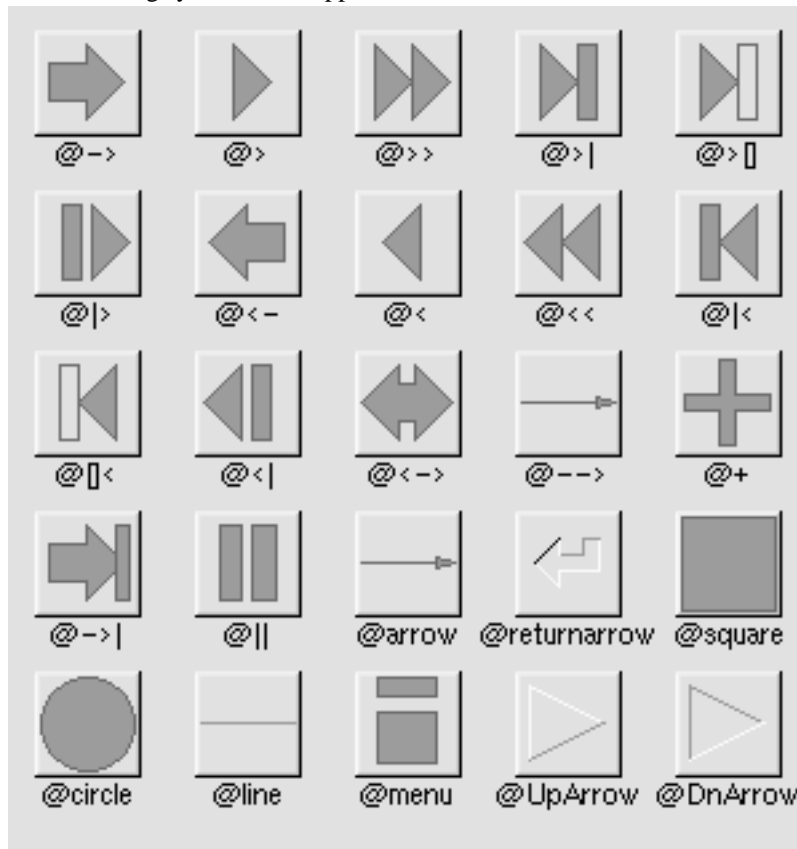 @-> @> @>> @>| @>[]
@|> @<- @< @<< @|<
@[]< @<| @<-> @--> @+
@->| @|| @arrow @returnarrow @square
@circle @line @menu @UpArrow @DnArrow